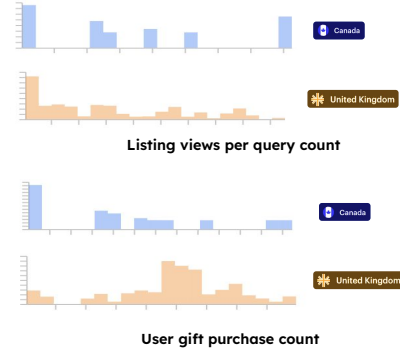 Canada
United Kingdom
Listing views per query count
Canada
United Kingdom
User gift purchase count